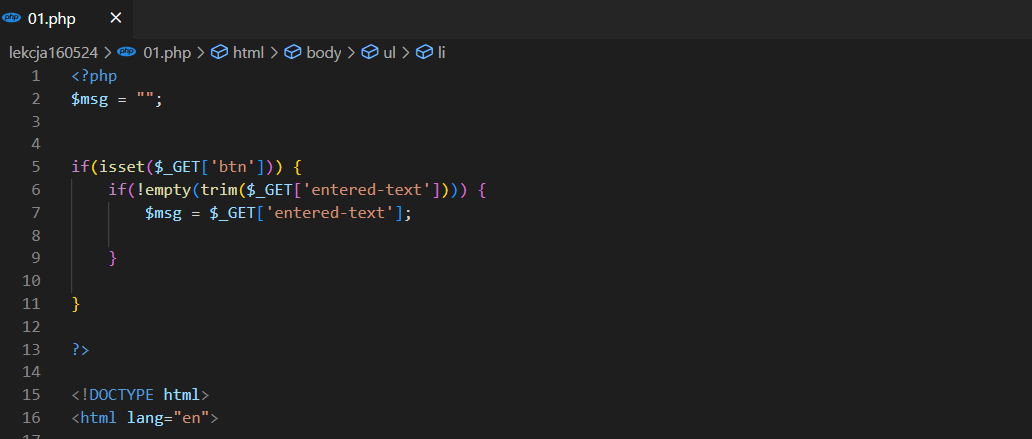 php 01.php ×
lekcja160524 > php 01.php > html > body > ul > li
1 <?php
2 $msg = "";
3
4
5 if(isset($_GET['btn'])) {
6 if(!empty(trim($_GET['entered-text']))) {
7 $msg = $_GET['entered-text'];
8
9 }
10
11 }
12
13 ?>
14
15 <!DOCTYPE html>
16 <html lang="en">
17